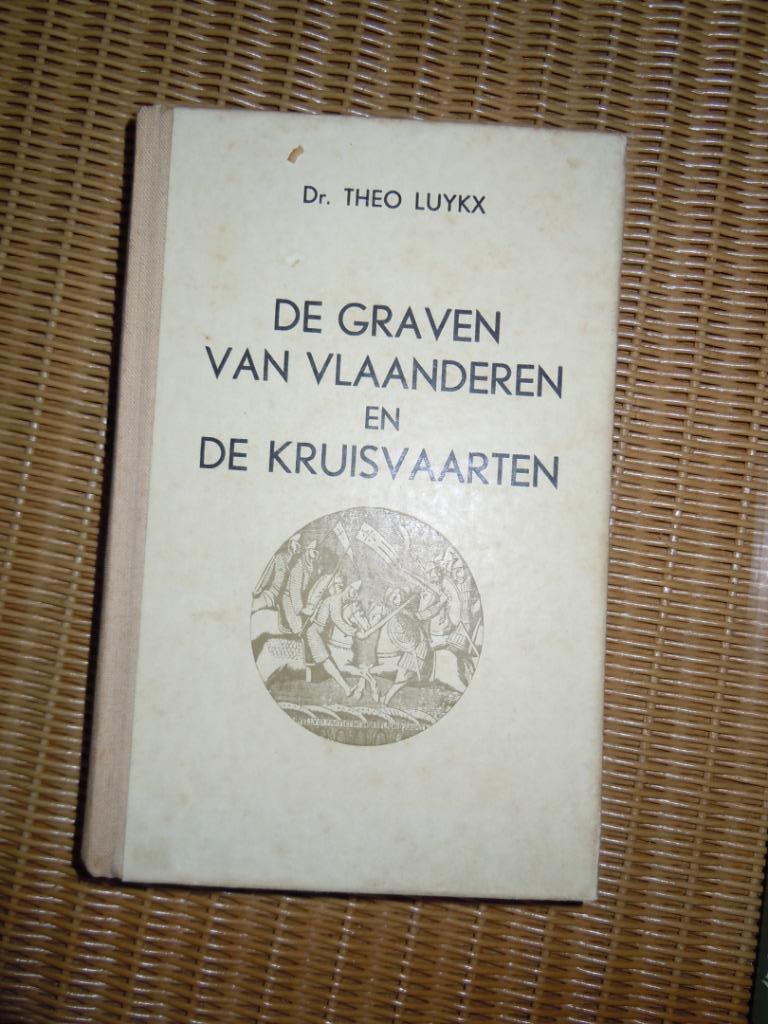 Dr. THEO LUYKX
DE GRAVEN
VAN VLAANDEREN
EN
DE KRUISVAARTEN